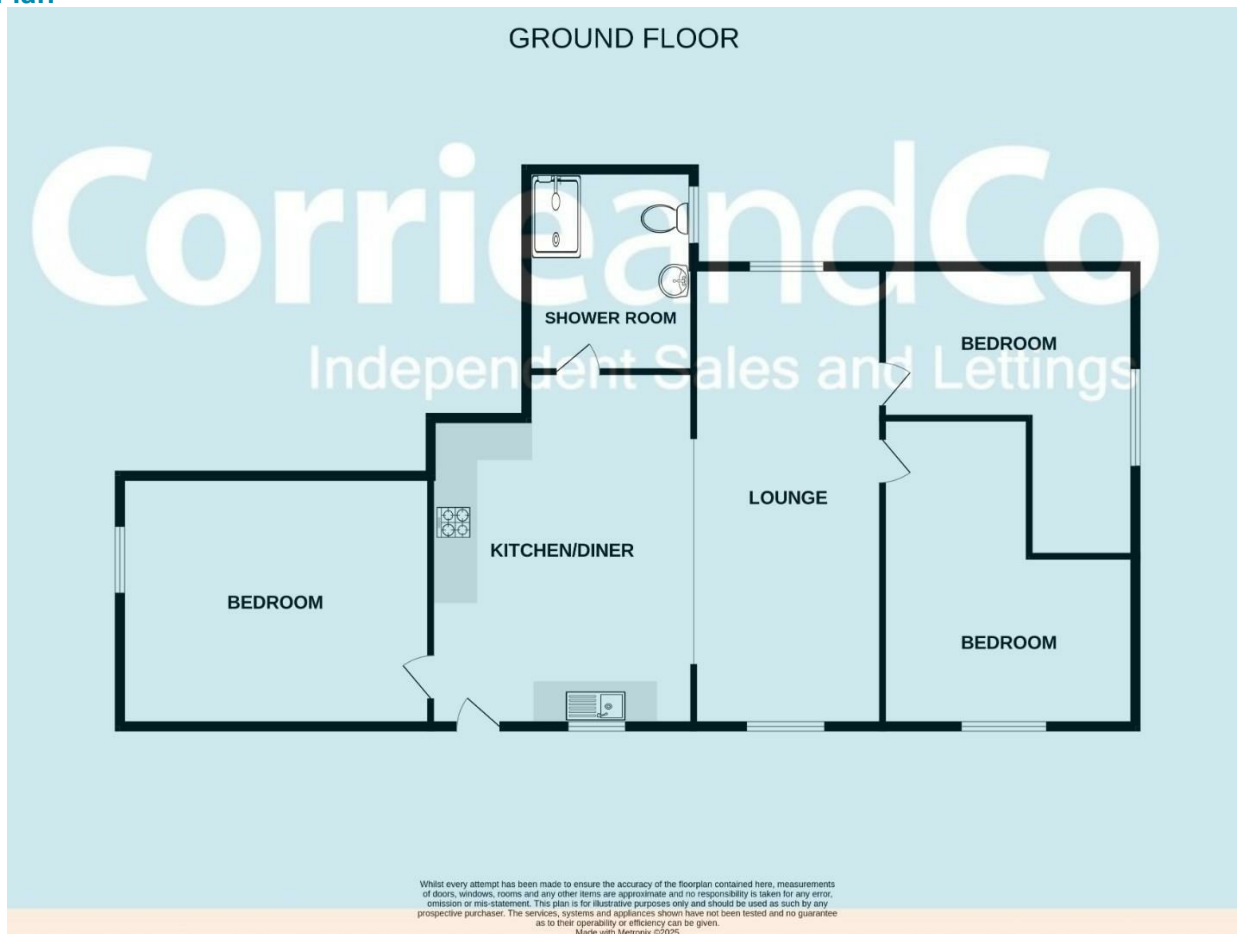 GROUND FLOOR
CorrieandCo
Independent Sales and Lettings
SHOWER ROOM
BEDROOM
LOUNGE
KITCHEN/DINER
BEDROOM
BEDROOM
Whilst every attempt has been made to ensure the accuracy of the floorplan contained here, measurements
of doors, windows, rooms and any other items are approximate and no responsibility is taken for any error,
omission or mis-statement. This plan is for illustrative purposes only and should be used as such by any
prospective purchaser. The services, systems and appliances shown have not been tested and no guarantee
as to their operability or efficiency can be given.
Made with Metropix ©2025